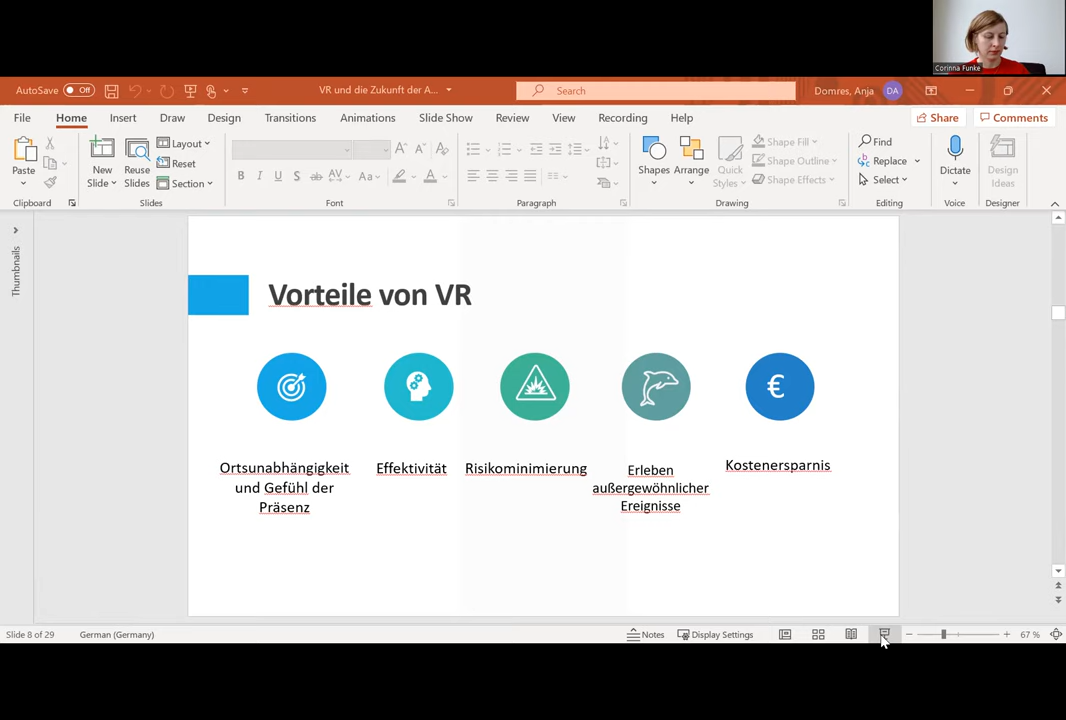 Corinna Funke
AutoSave Off
VR und die Zukunft der A...
Search
Domres, Anja
DA
File Home Insert Draw Design Transitions Animations Slide Show Review View Recording Help
Share
Comments
Paste
New Slide
Reuse Slides
Layout
Reset
Section
B I U S ab AV Aa A
A A A
Shapes
Arrange
Quick Styles
Shape Fill
Shape Outline
Shape Effects
Find
Replace
Select
Dictate
Design Ideas
Clipboard Slides Font Paragraph Drawing Editing Voice Designer
Thumbnails
Vorteile von VR
€
Ortsunabhängigkeit
und Gefühl der
Präsenz
Effektivität
Risikominimierung
Erleben
außergewöhnlicher
Ereignisse
Kostenersparnis
Slide 8 of 29
German (Germany)
Notes
Display Settings
67 %